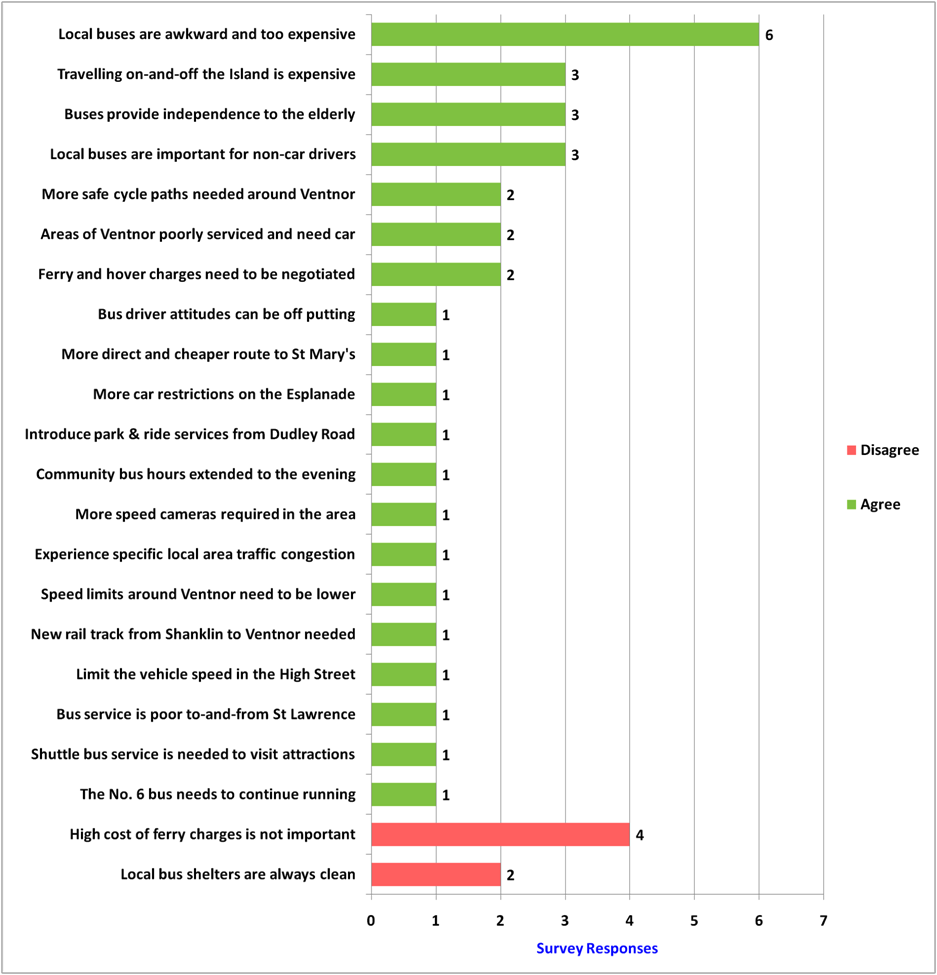 Local buses are awkward and too expensive 6
Travelling on-and-off the Island is expensive 3
Buses provide independence to the elderly 3
Local buses are important for non-car drivers 3
More safe cycle paths needed around Ventnor 2
Areas of Ventnor poorly serviced and need car 2
Ferry and hover charges need to be negotiated 2
Bus driver attitudes can be off putting 1
More direct and cheaper route to St Mary's 1
More car restrictions on the Esplanade 1
Introduce park & ride services from Dudley Road 1
Community bus hours extended to the evening 1
More speed cameras required in the area 1
Experience specific local area traffic congestion 1
Speed limits around Ventnor need to be lower 1
New rail track from Shanklin to Ventnor needed 1
Limit the vehicle speed in the High Street 1
Bus service is poor to-and-from St Lawrence 1
Shuttle bus service is needed to visit attractions 1
The No. 6 bus needs to continue running 1
High cost of ferry charges is not important 4
Local bus shelters are always clean 2
0 1 2 3 4 5 6 7
Survey Responses
Disagree
Agree